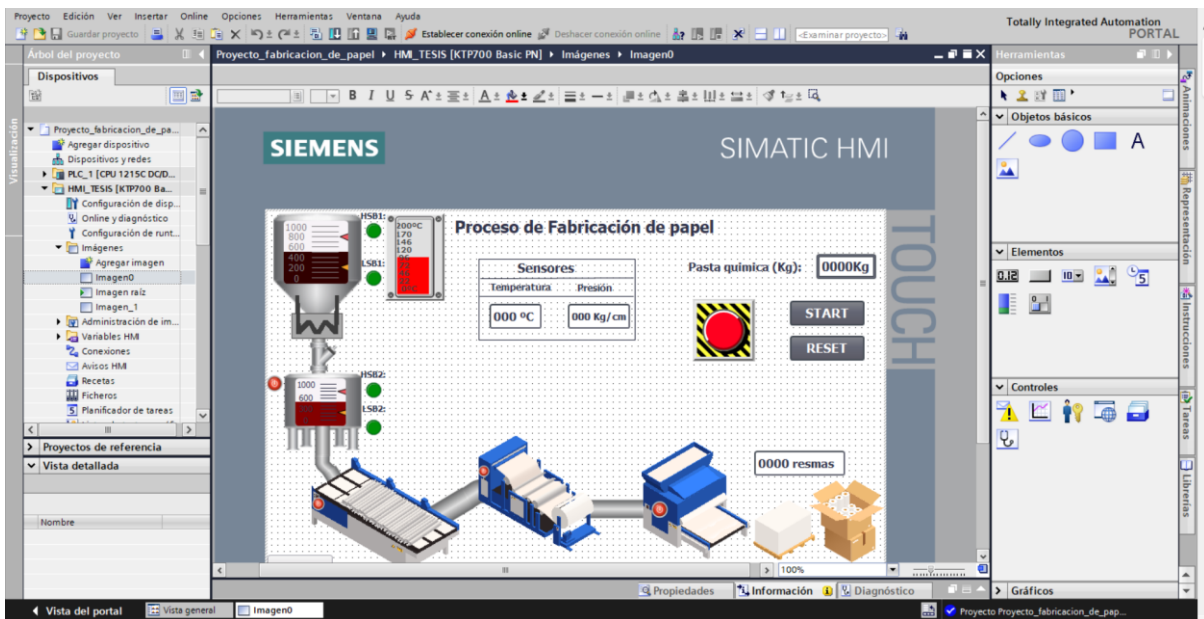 Proyecto Edición Ver Insertar Online Opciones Herramientas Ventana Ayuda
Totally Integrated Automation
PORTAL
Guardar proyecto Establecer conexión online Deshacer conexión online <Examinar proyecto>
Árbol del proyecto
Proyecto_fabricacion_de_papel HMI_TESIS [KTP700 Basic PN] Imágenes Imagen0
Herramientas
Dispositivos
Opciones
B I U S A
Visualización
Proyecto_fabricacion_de_pa...
Agregar dispositivo
Dispositivos y redes
PLC_1 [CPU 1215C DC/D...
HMI_TESIS [KTP700 Ba...
Configuración de disp...
Online y diagnóstico
Configuración de runt...
Imágenes
Agregar imagen
Imagen0
Imagen raíz
Imagen_1
Administración de im...
Variables HMI
Conexiones
Avisos HMI
Recetas
Ficheros
Planificador de tareas
Proyectos de referencia
Vista detallada
Nombre
SIEMENS
SIMATIC HMI
TOUCH
HSB1:
LSB1:
1000
800
600
400
200
0
200ºC
170
146
120
Proceso de Fabricación de papel
Sensores
Temperatura Presión
000 ºC 000 Kg/cm
Pasta quimica (Kg): 0000Kg
START
RESET
HSB2:
LSB2:
1000
600
0000 resmas
100%
Propiedades Información Diagnóstico
Objetos básicos
A
Elementos
Controles
Gráficos
Animaciones
Representación
Instrucciones
Tareas
Librerías
Vista del portal Vista general Imagen0
Proyecto Proyecto_fabricacion_de_pap...